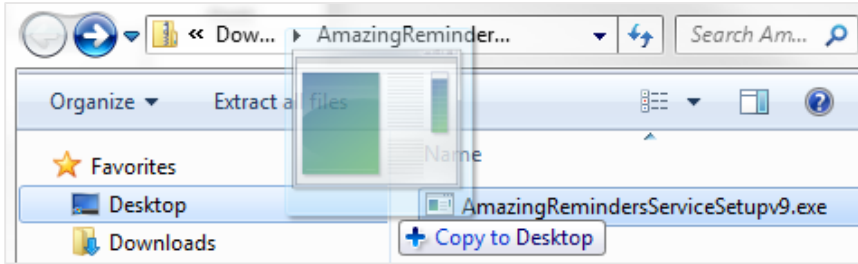 « Dow... ▸ AmazingReminder... Search Am...
Organize ▾ Extract all files
Favorites
Name
Desktop
AmazingRemindersServiceSetupv9.exe
Downloads
Copy to Desktop